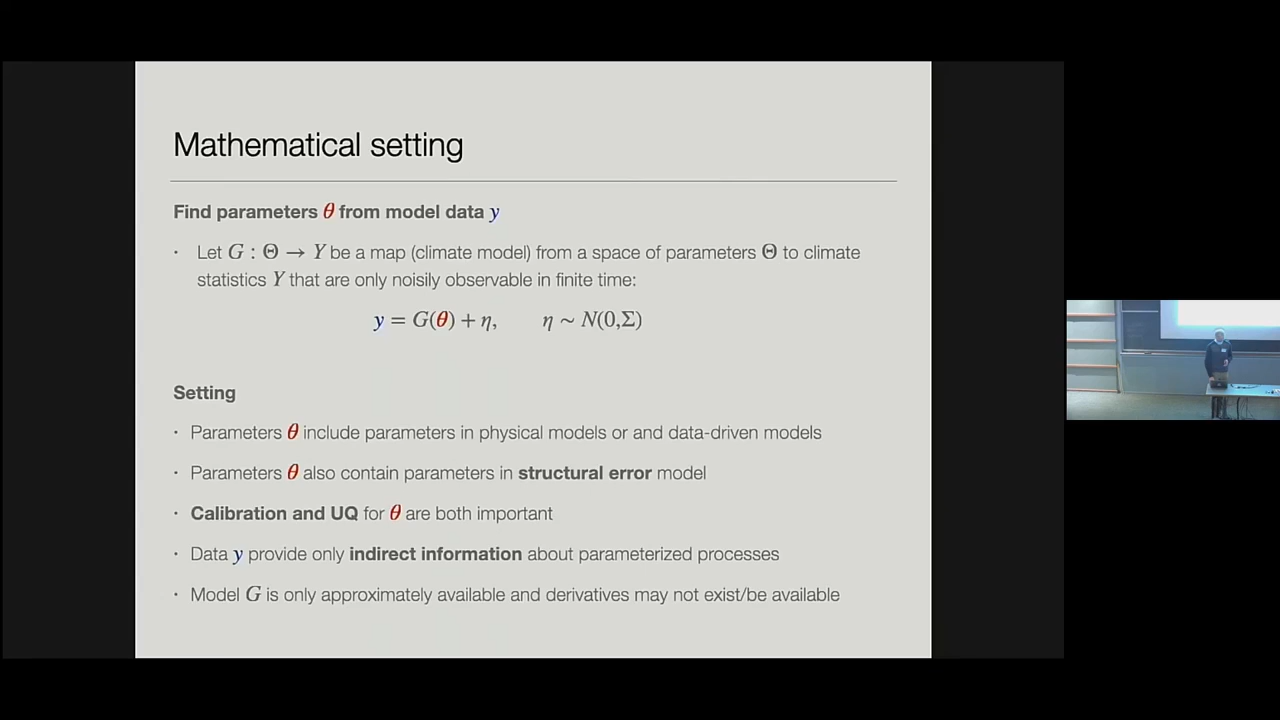 Mathematical setting
Find parameters θ from model data y
· Let G : Θ → Y be a map (climate model) from a space of parameters Θ to climate
statistics Y that are only noisily observable in finite time:
y = G(θ) + η, η ∼ N(0,Σ)
Setting
· Parameters θ include parameters in physical models or and data-driven models
· Parameters θ also contain parameters in structural error model
· Calibration and UQ for θ are both important
· Data y provide only indirect information about parameterized processes
· Model G is only approximately available and derivatives may not exist/be available